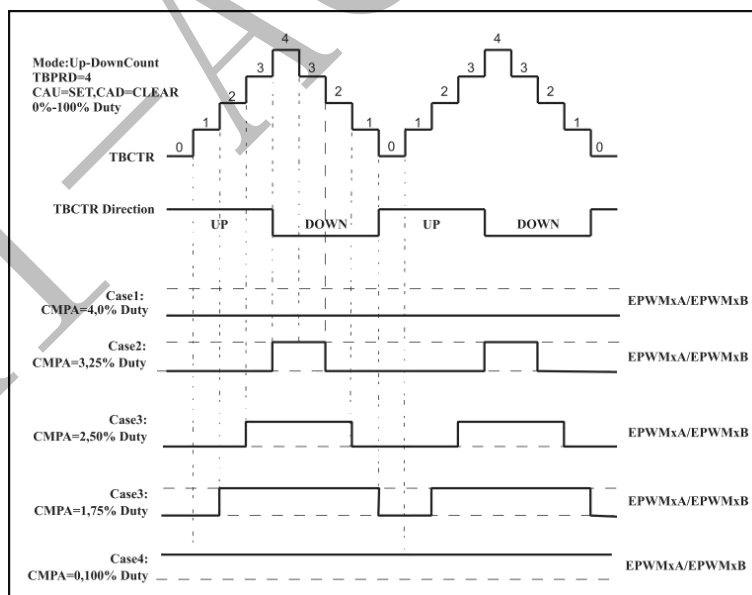 Mode:Up-DownCount
TBPRD=4
CAU=SET,CAD=CLEAR
0%-100% Duty
4
4
3
3
3
3
2
2
2
2
1
1
1
1
0
0
0
TBCTR
TBCTR Direction
UP
DOWN
UP
DOWN
Case1:
CMPA=4,0% Duty
EPWMxA/EPWMxB
Case2:
CMPA=3,25% Duty
EPWMxA/EPWMxB
Case3:
CMPA=2,50% Duty
EPWMxA/EPWMxB
Case3:
CMPA=1,75% Duty
EPWMxA/EPWMxB
Case4:
CMPA=0,100% Duty
EPWMxA/EPWMxB